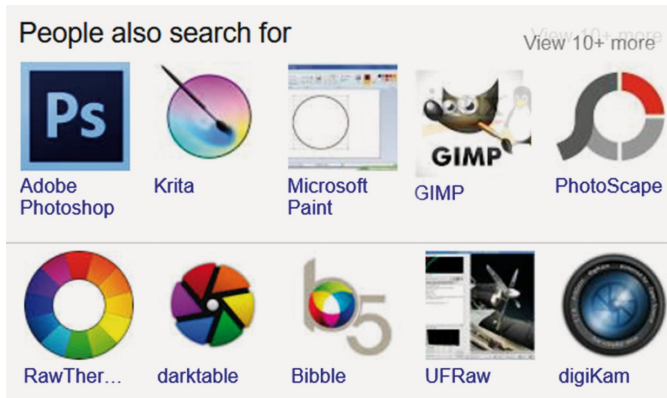 People also search for
View 10+ more
Ps
GIMP
Adobe Photoshop
Krita
Microsoft Paint
GIMP
PhotoScape
b5
RawTher...
darktable
Bibble
UFRaw
digiKam